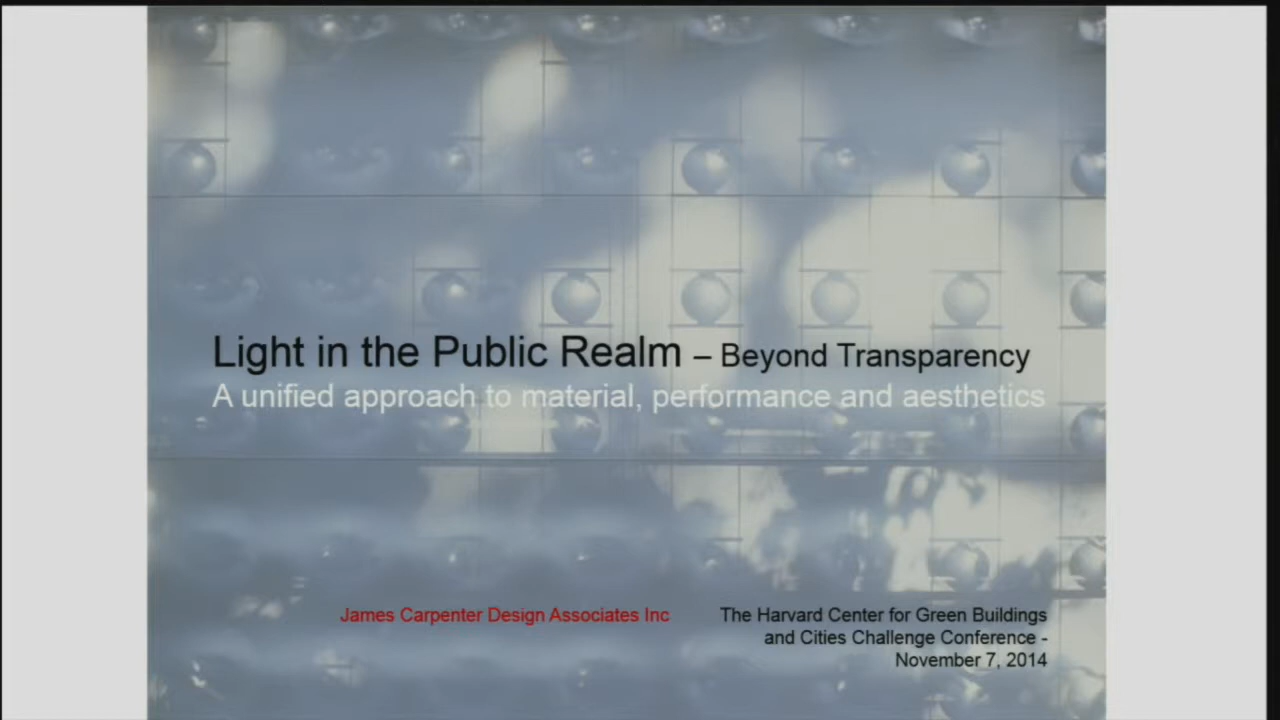 Light in the Public Realm – Beyond Transparency
A unified approach to material, performance and aesthetics
James Carpenter Design Associates Inc
The Harvard Center for Green Buildings
and Cities Challenge Conference -
November 7, 2014